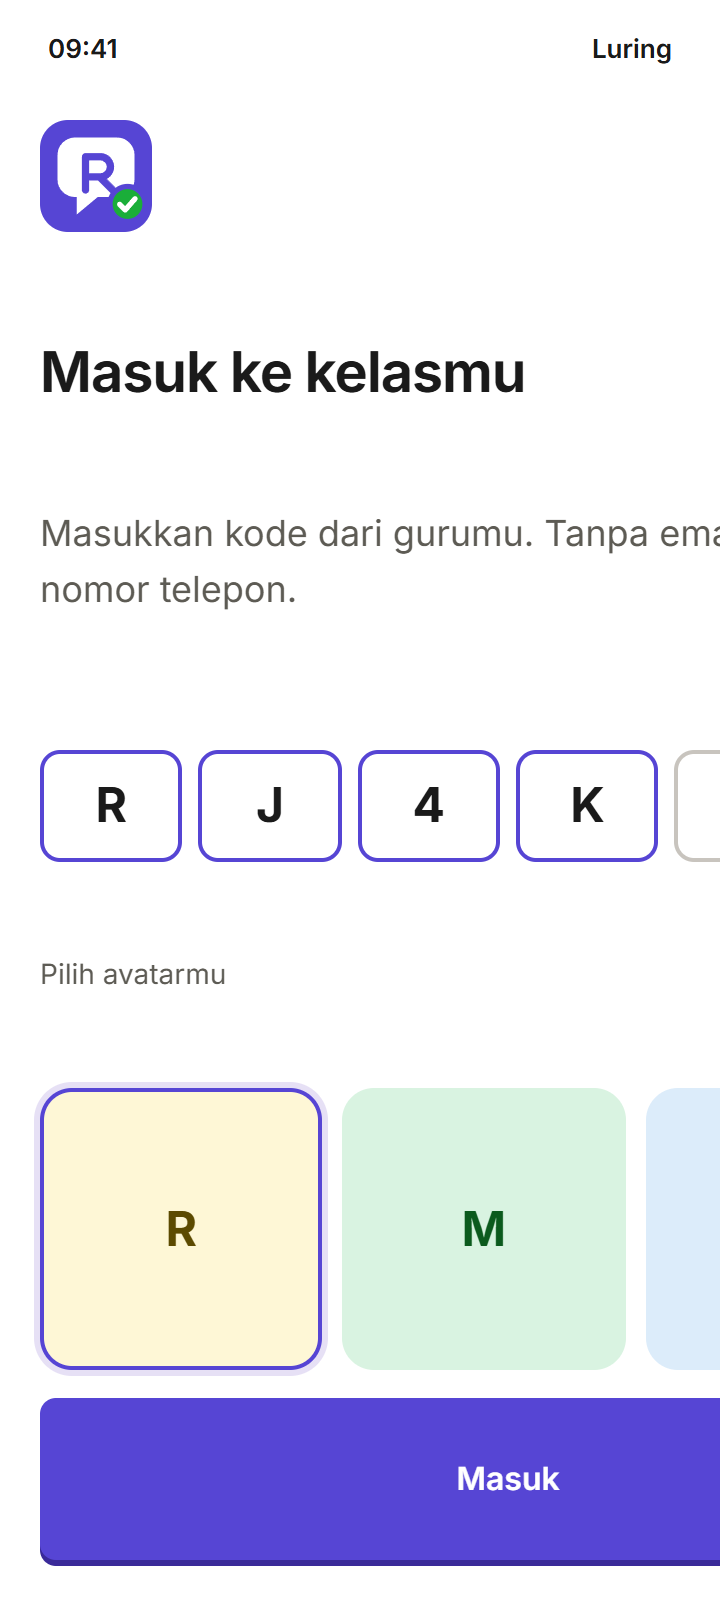 09:41 Luring
R
Masuk ke kelasmu
Masukkan kode dari gurumu. Tanpa ema
nomor telepon.
R J 4 K
Pilih avatarmu
R M
Masuk